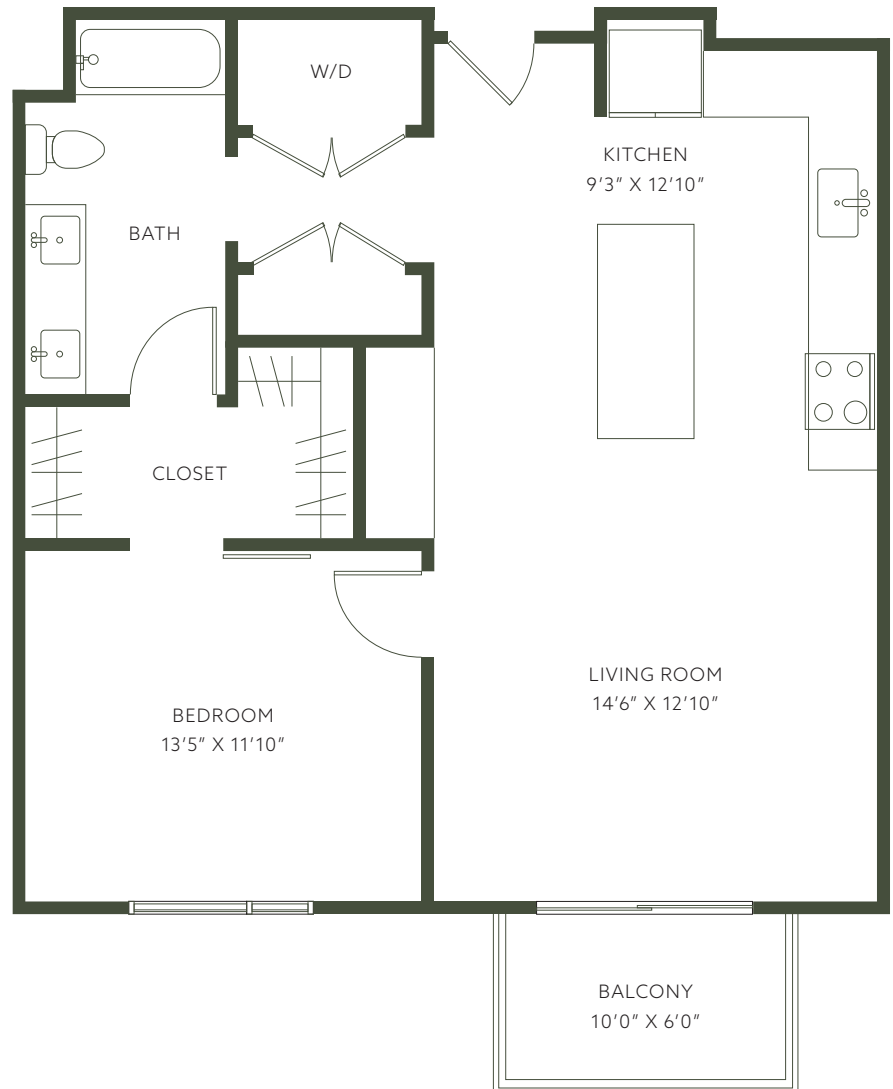 W/D
KITCHEN
9′3″ X 12′10″
BATH
CLOSET
LIVING ROOM
14′6″ X 12′10″
BEDROOM
13′5″ X 11′10″
BALCONY
10′0″ X 6′0″